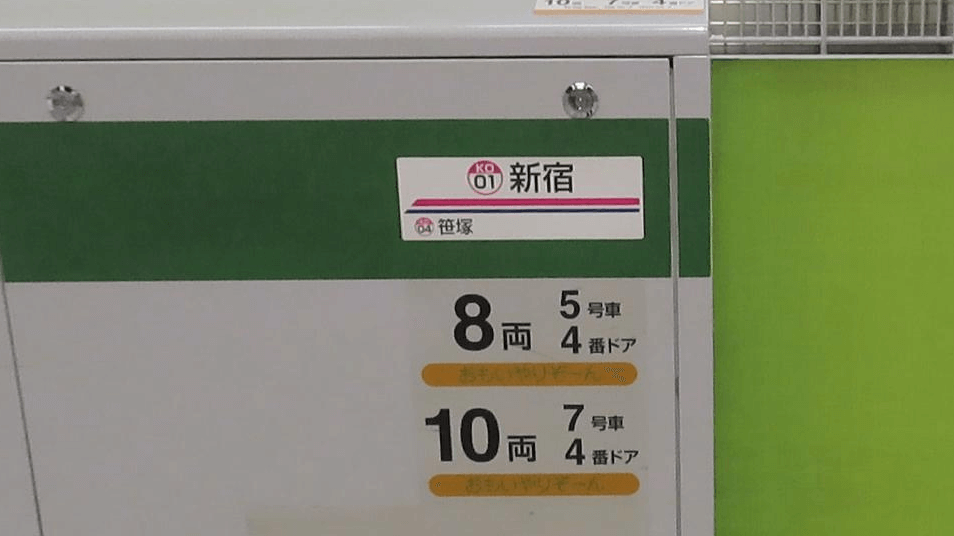 KO
01 新宿
04 笹塚
8両 5号車
4番ドア
おもいやりぞーん
10両 7号車
4番ドア
おもいやりぞーん